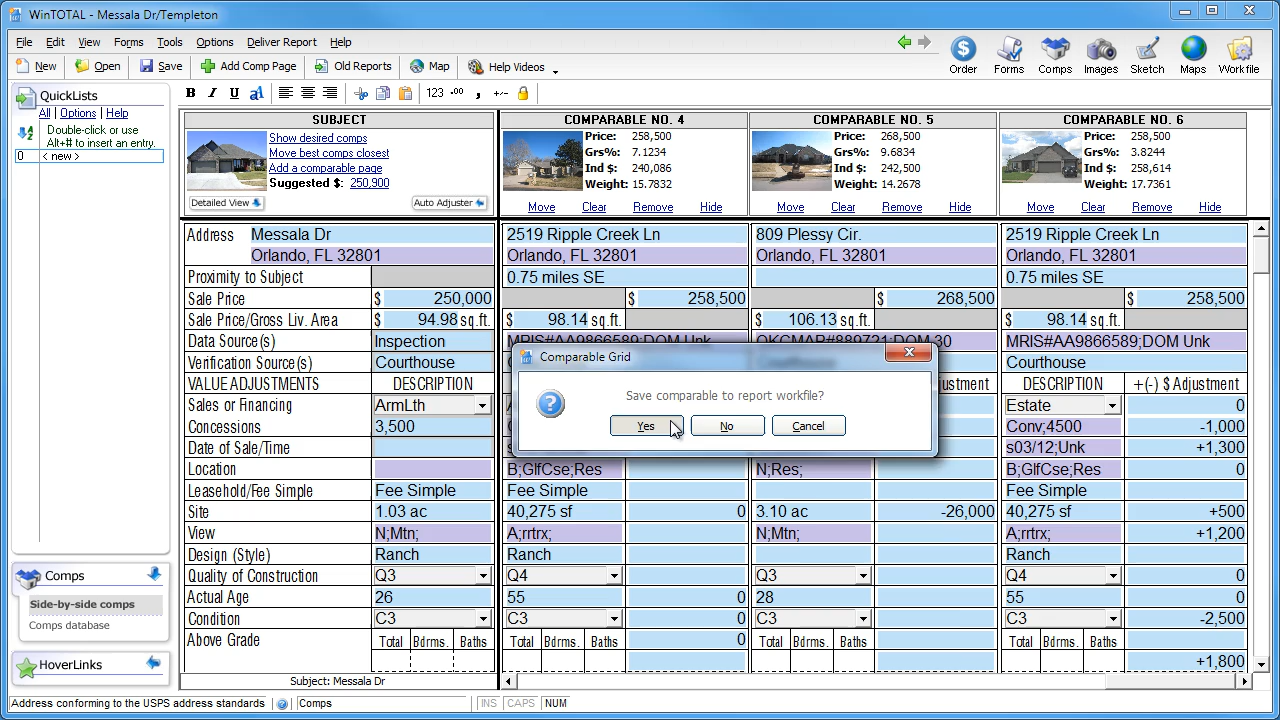 WinTOTAL - Messala Dr/Templeton
File Edit View Forms Tools Options Deliver Report Help
New Open Save Add Comp Page Old Reports Map Help Videos
Order Forms Comps Images Sketch Maps Workfile
QuickLists
All | Options | Help
Double-click or use
Alt+# to insert an entry.
0 < new >
B I U aA 123 .00 , +/-
SUBJECT COMPARABLE NO. 4 COMPARABLE NO. 5 COMPARABLE NO. 6
Show desired comps
Move best comps closest
Add a comparable page
Suggested $: 250,900
Detailed View Auto Adjuster
Price: 258,500
Grs%: 7.1234
Ind $: 240,086
Weight: 15.7832
Move Clear Remove Hide
Price: 268,500
Grs%: 9.6834
Ind $: 242,500
Weight: 14.2678
Move Clear Remove Hide
Price: 258,500
Grs%: 3.8244
Ind $: 258,614
Weight: 17.7361
Move Clear Remove Hide
Address Messala Dr 2519 Ripple Creek Ln 809 Plessy Cir. 2519 Ripple Creek Ln
Orlando, FL 32801 Orlando, FL 32801 Orlando, FL 32801 Orlando, FL 32801
Proximity to Subject 0.75 miles SE 0.75 miles SE
Sale Price $ 250,000 $ 258,500 $ 268,500 $ 258,500
Sale Price/Gross Liv. Area $ 94.98 sq.ft. $ 98.14 sq.ft. $ 106.13 sq.ft. $ 98.14 sq.ft.
Data Source(s) Inspection MRIS#AA9866589;DOM Unk OKCMAR#889721;DOM 30 MRIS#AA9866589;DOM Unk
Verification Source(s) Courthouse Courthouse Courthouse
VALUE ADJUSTMENTS DESCRIPTION ustment DESCRIPTION +(-) $ Adjustment
Sales or Financing ArmLth Estate 0
Concessions 3,500 Conv;4500 -1,000
Date of Sale/Time s03/12;Unk +1,300
Location B;GlfCse;Res N;Res; B;GlfCse;Res 0
Leasehold/Fee Simple Fee Simple Fee Simple Fee Simple
Site 1.03 ac 40,275 sf 0 3.10 ac -26,000 40,275 sf +500
View N;Mtn; A;rrtrx; N;Mtn; A;rrtrx; +1,200
Design (Style) Ranch Ranch Ranch
Quality of Construction Q3 Q4 0 Q3 Q4 0
Actual Age 26 55 0 28 55 0
Condition C3 C3 0 C3 C3 -2,500
Above Grade Total Bdrms. Baths Total Bdrms. Baths 0 Total Bdrms. Baths Total Bdrms. Baths
+1,800
Comparable Grid
Save comparable to report workfile?
Yes No Cancel
Comps
Side-by-side comps
Comps database
HoverLinks
Subject: Messala Dr
Address conforming to the USPS address standards Comps INS CAPS NUM